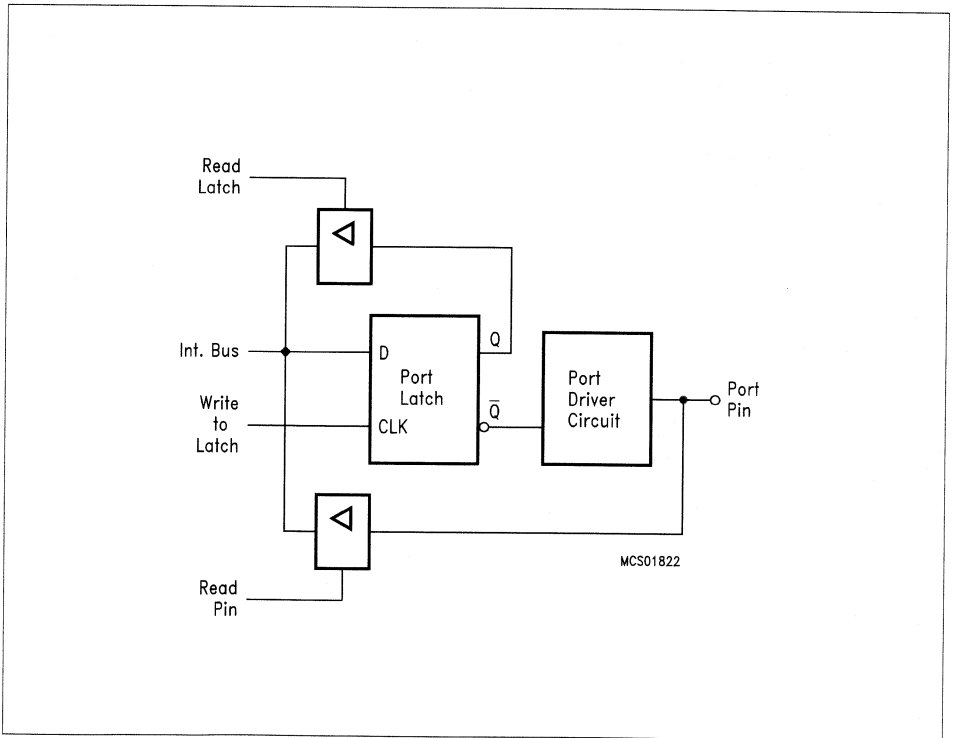 Read
Latch
Int. Bus
D
Q
Port
Latch
Q̅
Port
Driver
Circuit
Port
Pin
Write
to
Latch
CLK
MCS01822
Read
Pin